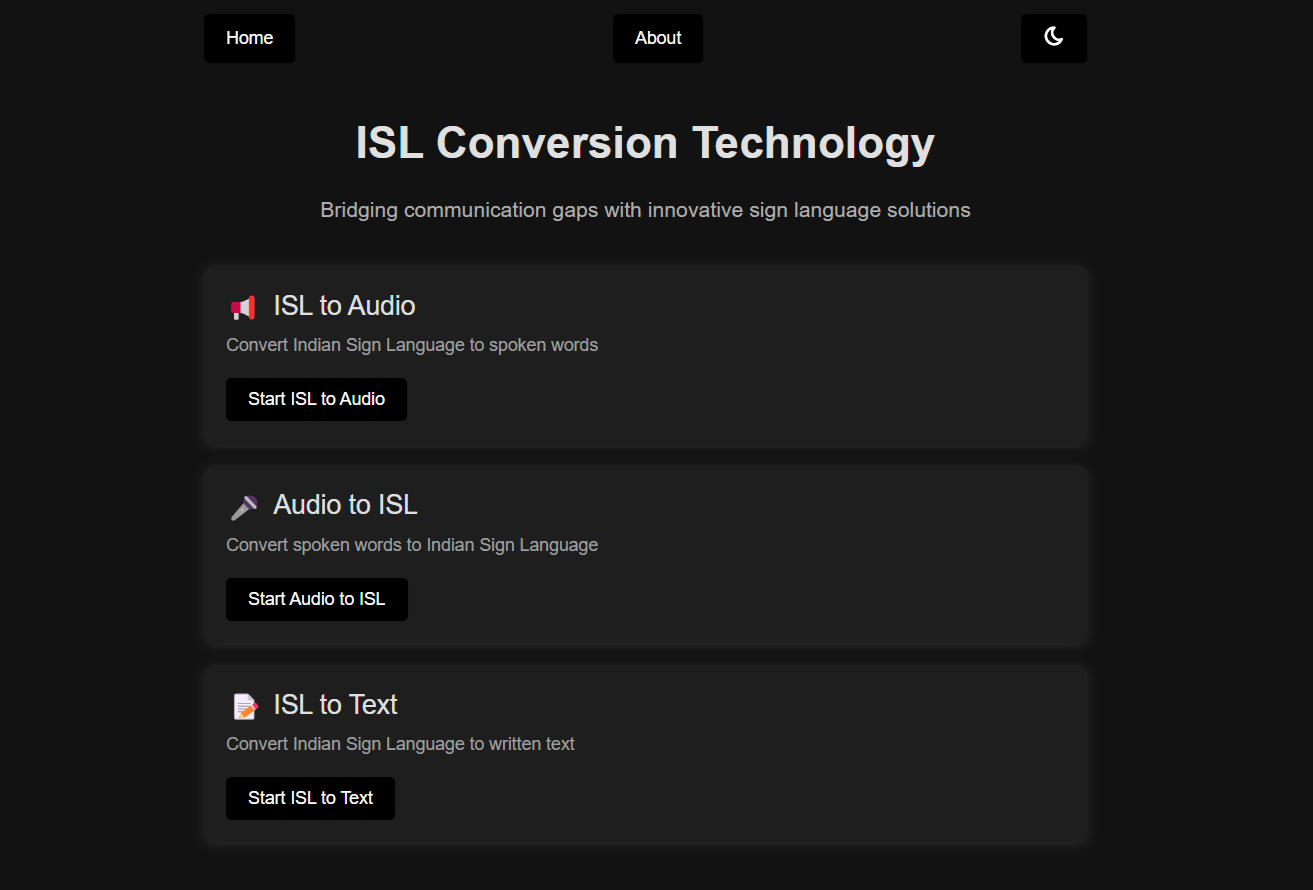 Home
About
ISL Conversion Technology
Bridging communication gaps with innovative sign language solutions
ISL to Audio
Convert Indian Sign Language to spoken words
Start ISL to Audio
Audio to ISL
Convert spoken words to Indian Sign Language
Start Audio to ISL
ISL to Text
Convert Indian Sign Language to written text
Start ISL to Text